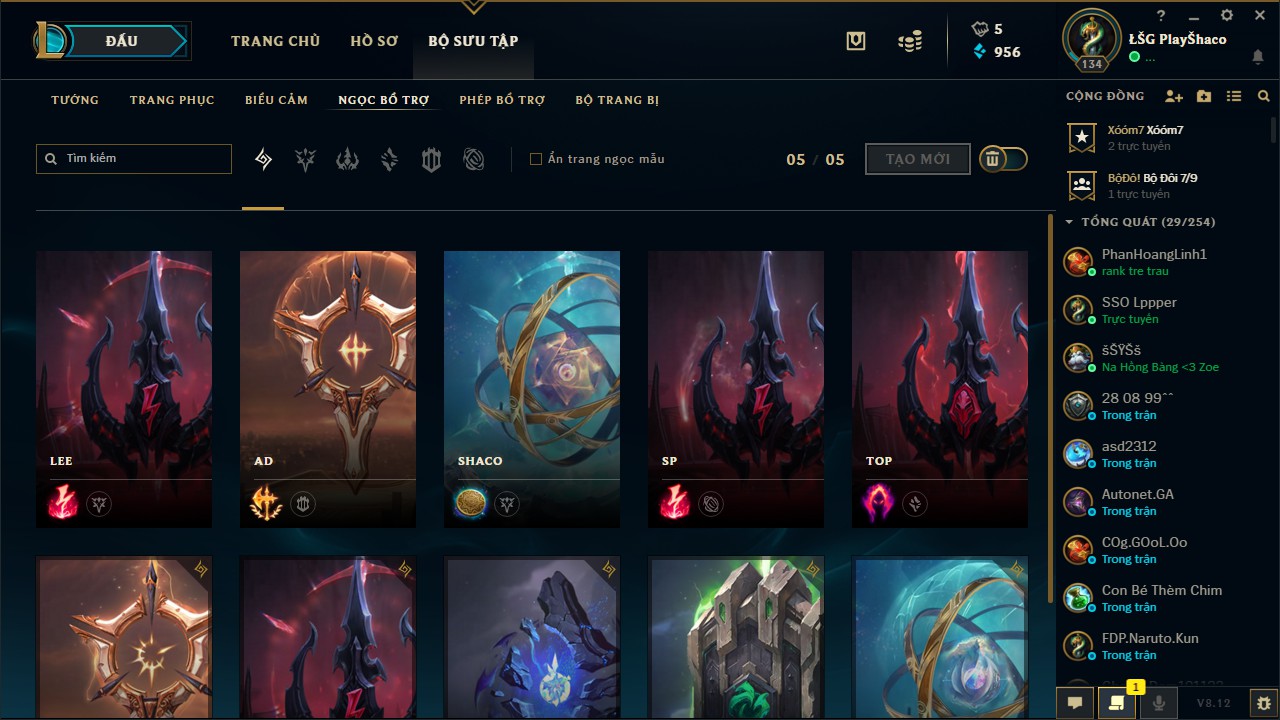 ĐẤU
TRANG CHỦ
HỒ SƠ
BỘ SƯU TẬP
5
956
?
ŁŠG PlayŠhaco
...
134
TƯỚNG
TRANG PHỤC
BIỂU CẢM
NGỌC BỔ TRỢ
PHÉP BỔ TRỢ
BỘ TRANG BỊ
Tìm kiếm
Ẩn trang ngọc mẫu
05 / 05
TẠO MỚI
LEE
AD
SHACO
SP
TOP
CỘNG ĐỒNG
Xóóm7 Xóóm7
2 trực tuyến
BộĐô! Bộ Đôi 7/9
1 trực tuyến
TỔNG QUÁT (29/254)
PhanHoangLinh1
rank tre trau
SSO Lppper
Trực tuyến
šŠŸŠš
Na Hồng Bàng <3 Zoe
28 08 99ˆˆ
Trong trận
asd2312
Trong trận
Autonet.GA
Trong trận
COg.GOoL.Oo
Trong trận
Con Bé Thèm Chim
Trong trận
FDP.Naruto.Kun
Trong trận
1
V8.12